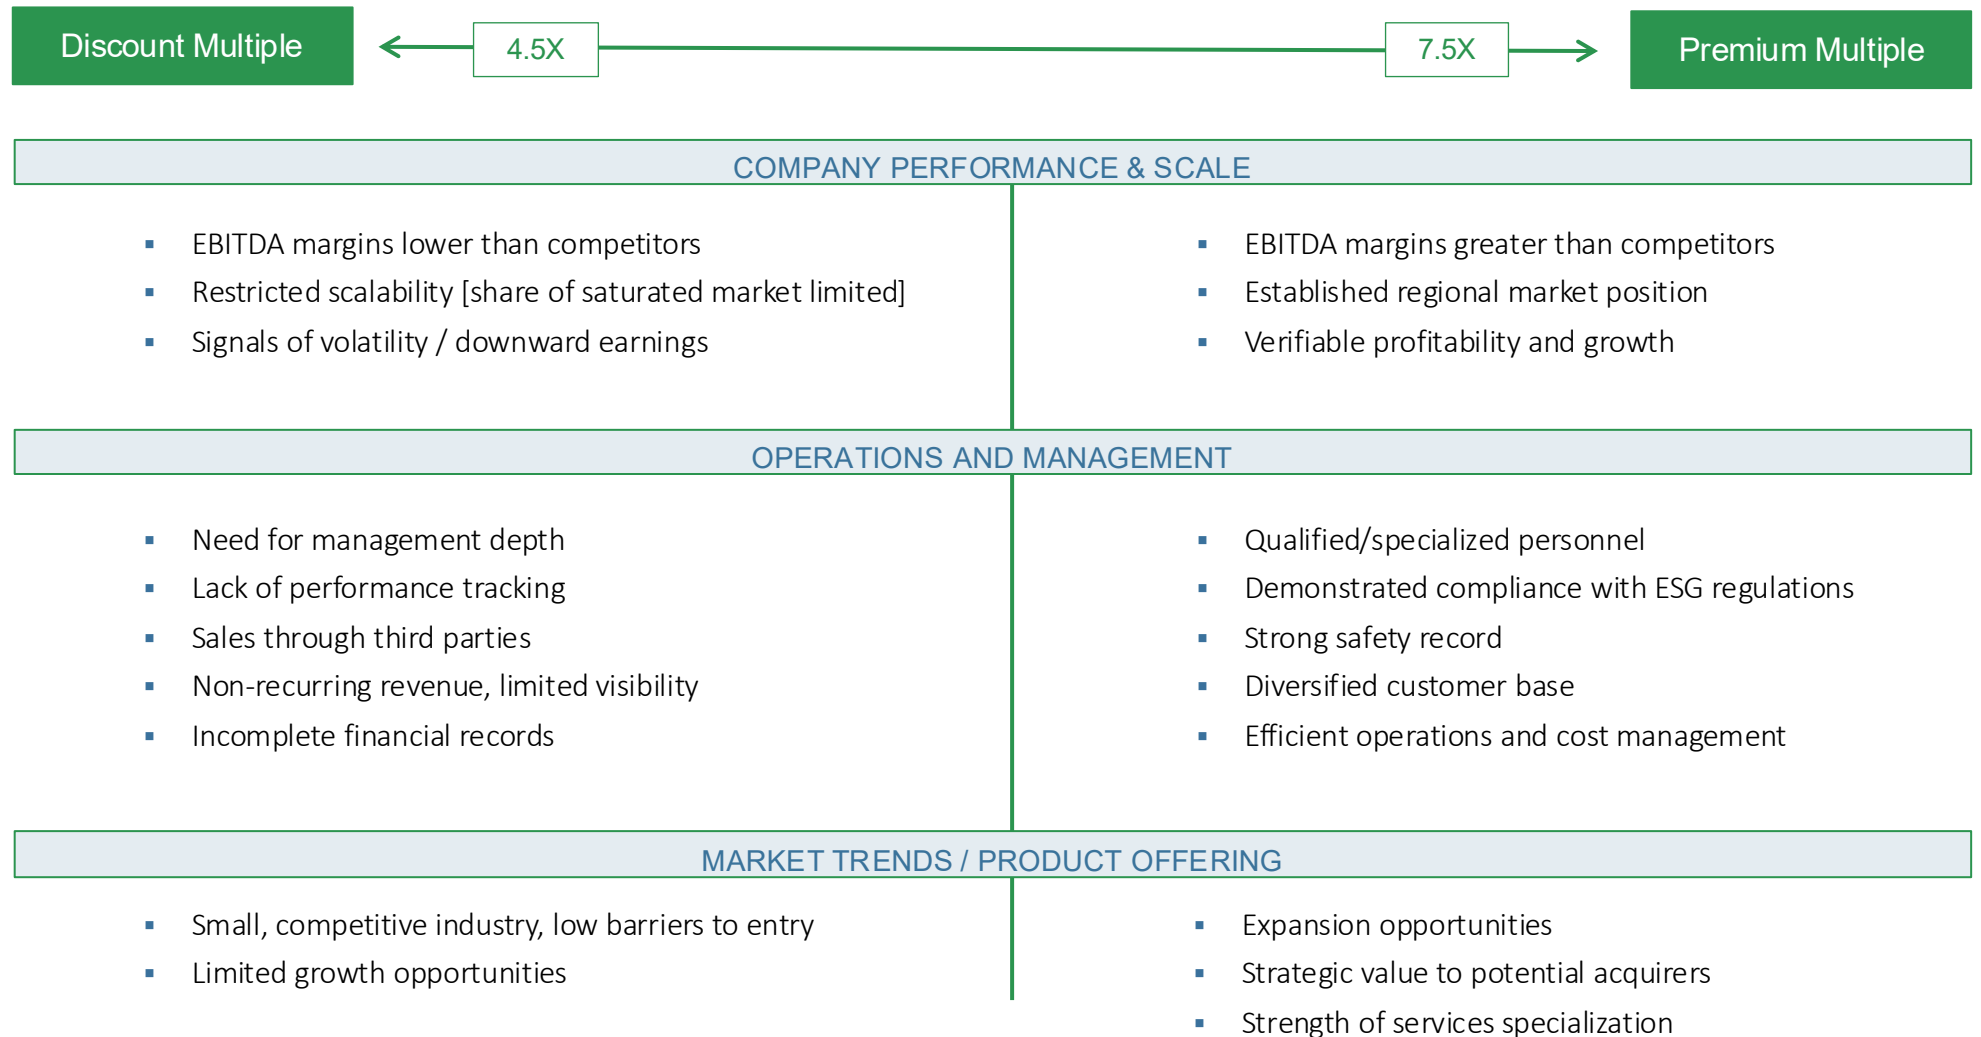 Discount Multiple
4.5X
7.5X
Premium Multiple
COMPANY PERFORMANCE & SCALE
▪ EBITDA margins lower than competitors
▪ Restricted scalability [share of saturated market limited]
▪ Signals of volatility / downward earnings
▪ EBITDA margins greater than competitors
▪ Established regional market position
▪ Verifiable profitability and growth
OPERATIONS AND MANAGEMENT
▪ Need for management depth
▪ Lack of performance tracking
▪ Sales through third parties
▪ Non-recurring revenue, limited visibility
▪ Incomplete financial records
▪ Qualified/specialized personnel
▪ Demonstrated compliance with ESG regulations
▪ Strong safety record
▪ Diversified customer base
▪ Efficient operations and cost management
MARKET TRENDS / PRODUCT OFFERING
▪ Small, competitive industry, low barriers to entry
▪ Limited growth opportunities
▪ Expansion opportunities
▪ Strategic value to potential acquirers
▪ Strength of services specialization